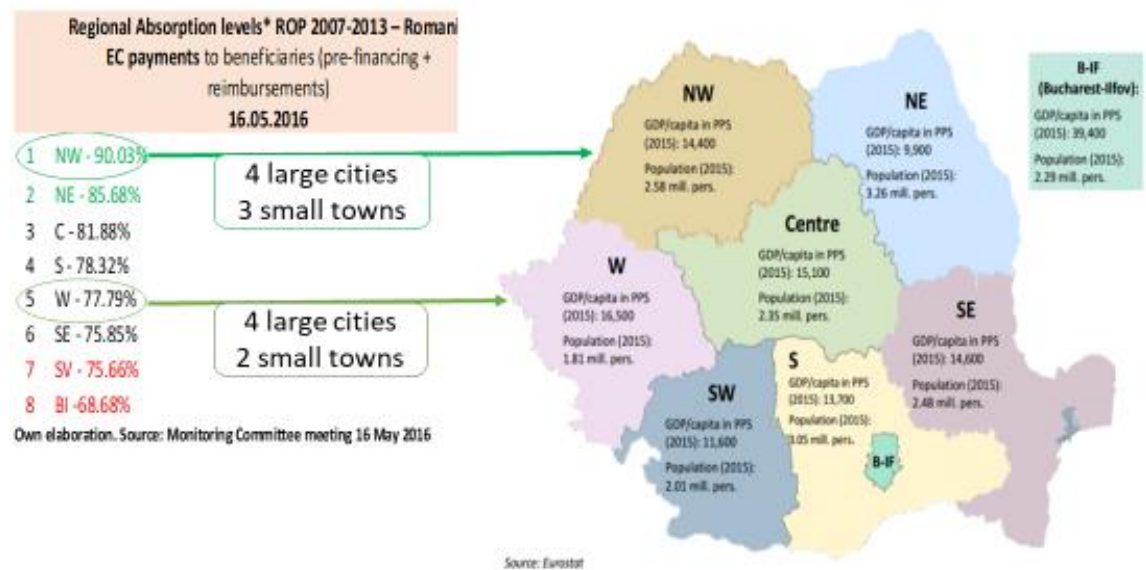 Regional Absorption levels* ROP 2007-2013 – Romani
EC payments to beneficiaries (pre-financing +
reimbursements)
16.05.2016
1 NW - 90.03%
2 NE - 85.68%
3 C - 81.88%
4 S - 78.32%
5 W - 77.79%
6 SE - 75.85%
7 SV - 75.66%
8 BI -68.68%
Own elaboration. Source: Monitoring Committee meeting 16 May 2016
4 large cities
3 small towns
4 large cities
2 small towns
NW
GDP/capita in PPS
(2015): 14,400
Population (2015):
2.58 mill. pers.
NE
GDP/capita in PPS
(2015): 9,900
Population (2015):
3.26 mill. pers.
B-IF
(Bucharest-Ilfov):
GDP/capita in PPS
(2015): 39,400
Population (2015):
2.29 mill. pers.
Centre
GDP/capita in PPS
(2015): 15,100
Population (2015):
2.35 mill. pers.
W
GDP/capita in PPS
(2015): 16,500
Population (2015):
1.81 mill. pers.
SE
GDP/capita in PPS
(2015): 14,600
Population (2015):
2.48 mill. pers.
SW
GDP/capita in PPS
(2015): 11,600
Population (2015):
2.01 mill. pers.
S
GDP/capita in PPS
(2015): 13,700
Population (2015):
3.05 mill. pers.
B-IF
Source: Eurostat